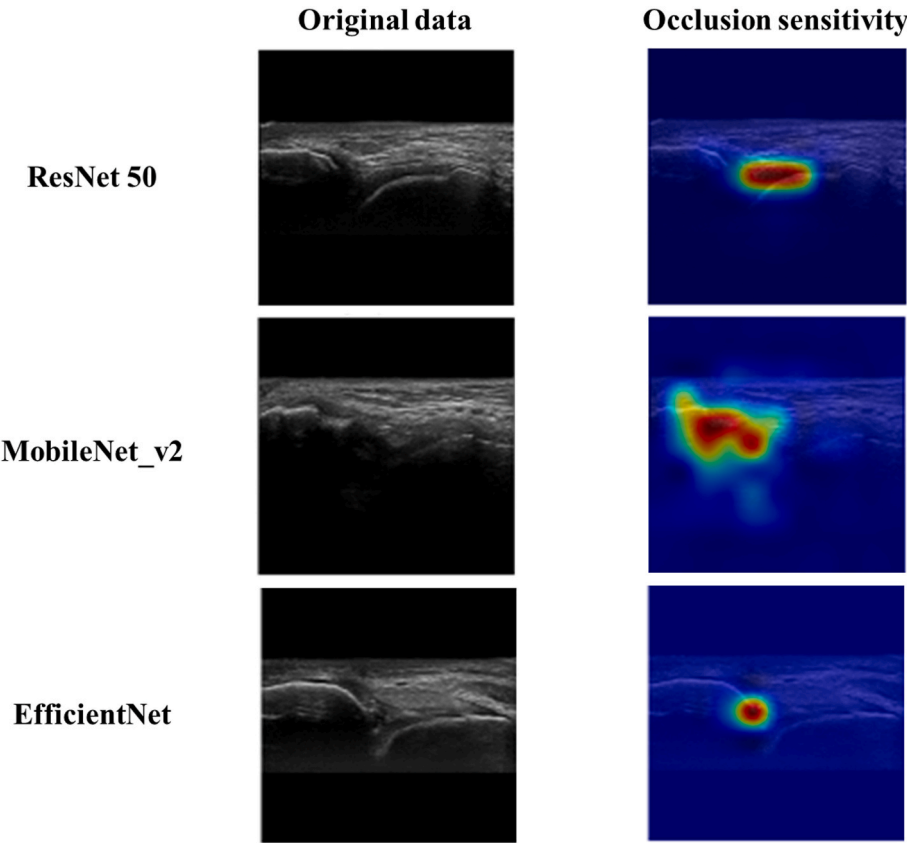 Original data
Occlusion sensitivity
ResNet 50
MobileNet_v2
EfficientNet